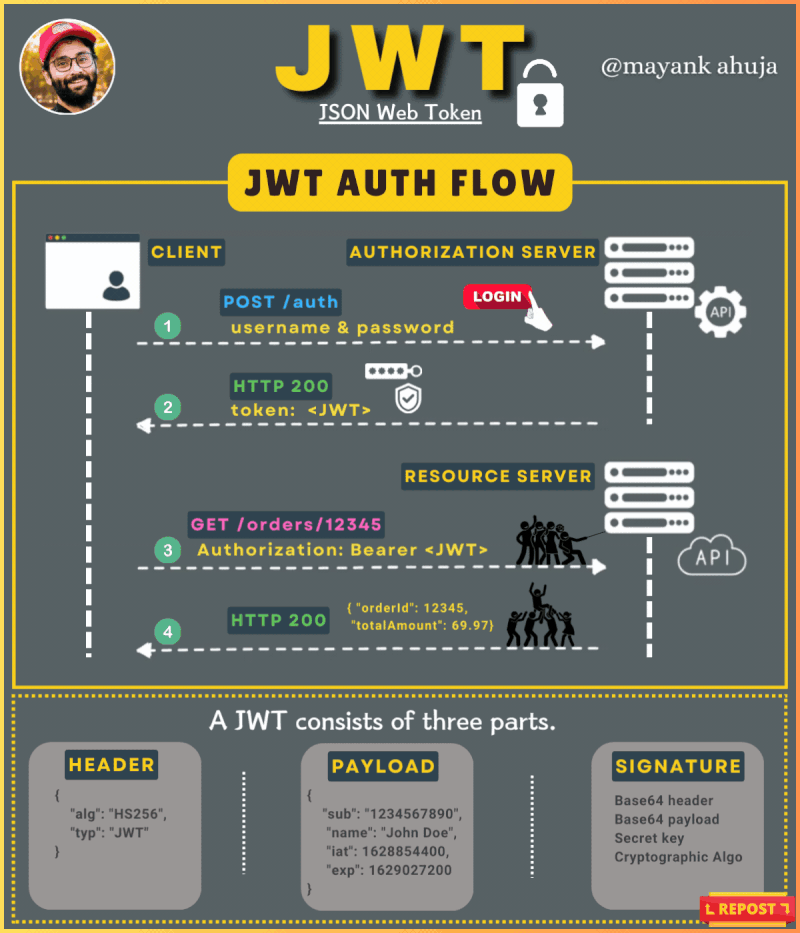 JWT
JSON Web Token
@mayank ahuja
JWT AUTH FLOW
CLIENT
AUTHORIZATION SERVER
POST /auth
LOGIN
API
1
username & password
HTTP 200
2
token: <JWT>
RESOURCE SERVER
GET /orders/12345
3
Authorization: Bearer <JWT>
API
HTTP 200
{ "orderId": 12345,
"totalAmount": 69.97}
4
A JWT consists of three parts.
HEADER
{
"alg": "HS256",
"typ": "JWT"
}
PAYLOAD
{
"sub": "1234567890",
"name": "John Doe",
"iat": 1628854400,
"exp": 1629027200
}
SIGNATURE
Base64 header
Base64 payload
Secret key
Cryptographic Algo
REPOST